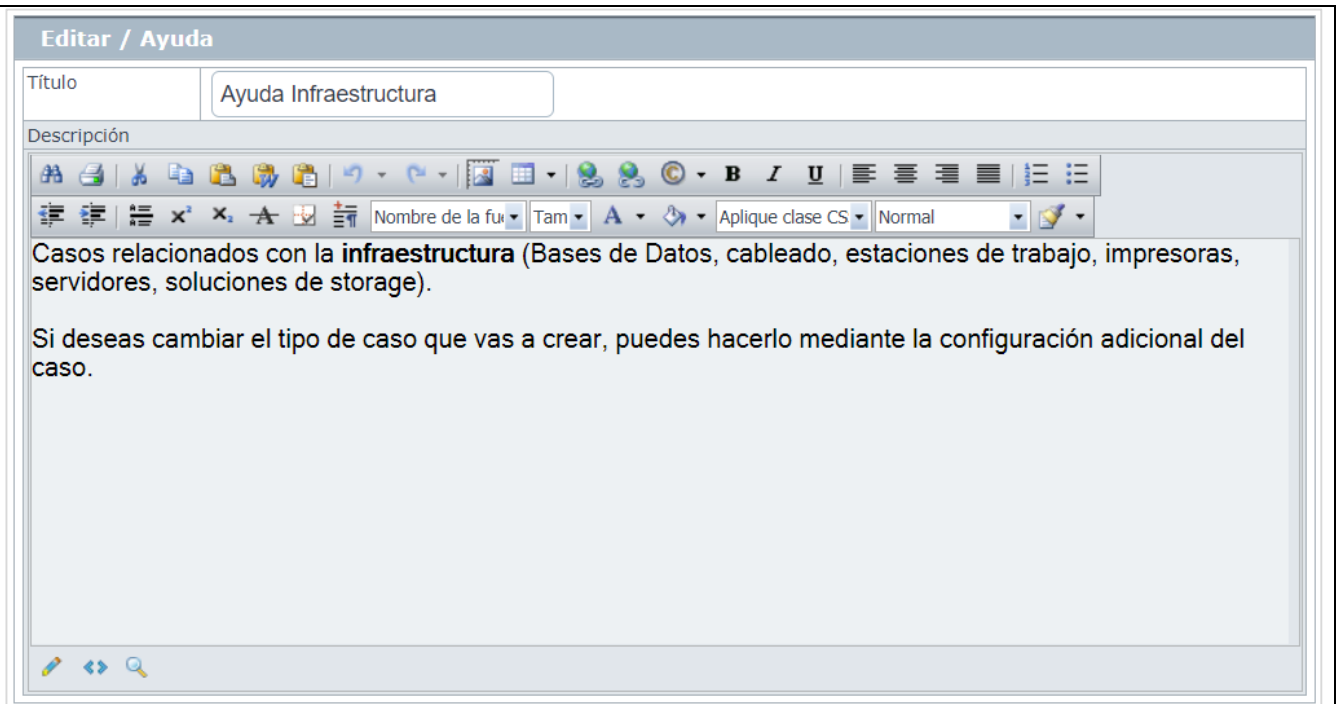 Editar / Ayuda
Título
Ayuda Infraestructura
Descripción
B I U
Nombre de la fu Tam A Aplique clase CS Normal
Casos relacionados con la infraestructura (Bases de Datos, cableado, estaciones de trabajo, impresoras,
servidores, soluciones de storage).
Si deseas cambiar el tipo de caso que vas a crear, puedes hacerlo mediante la configuración adicional del
caso.